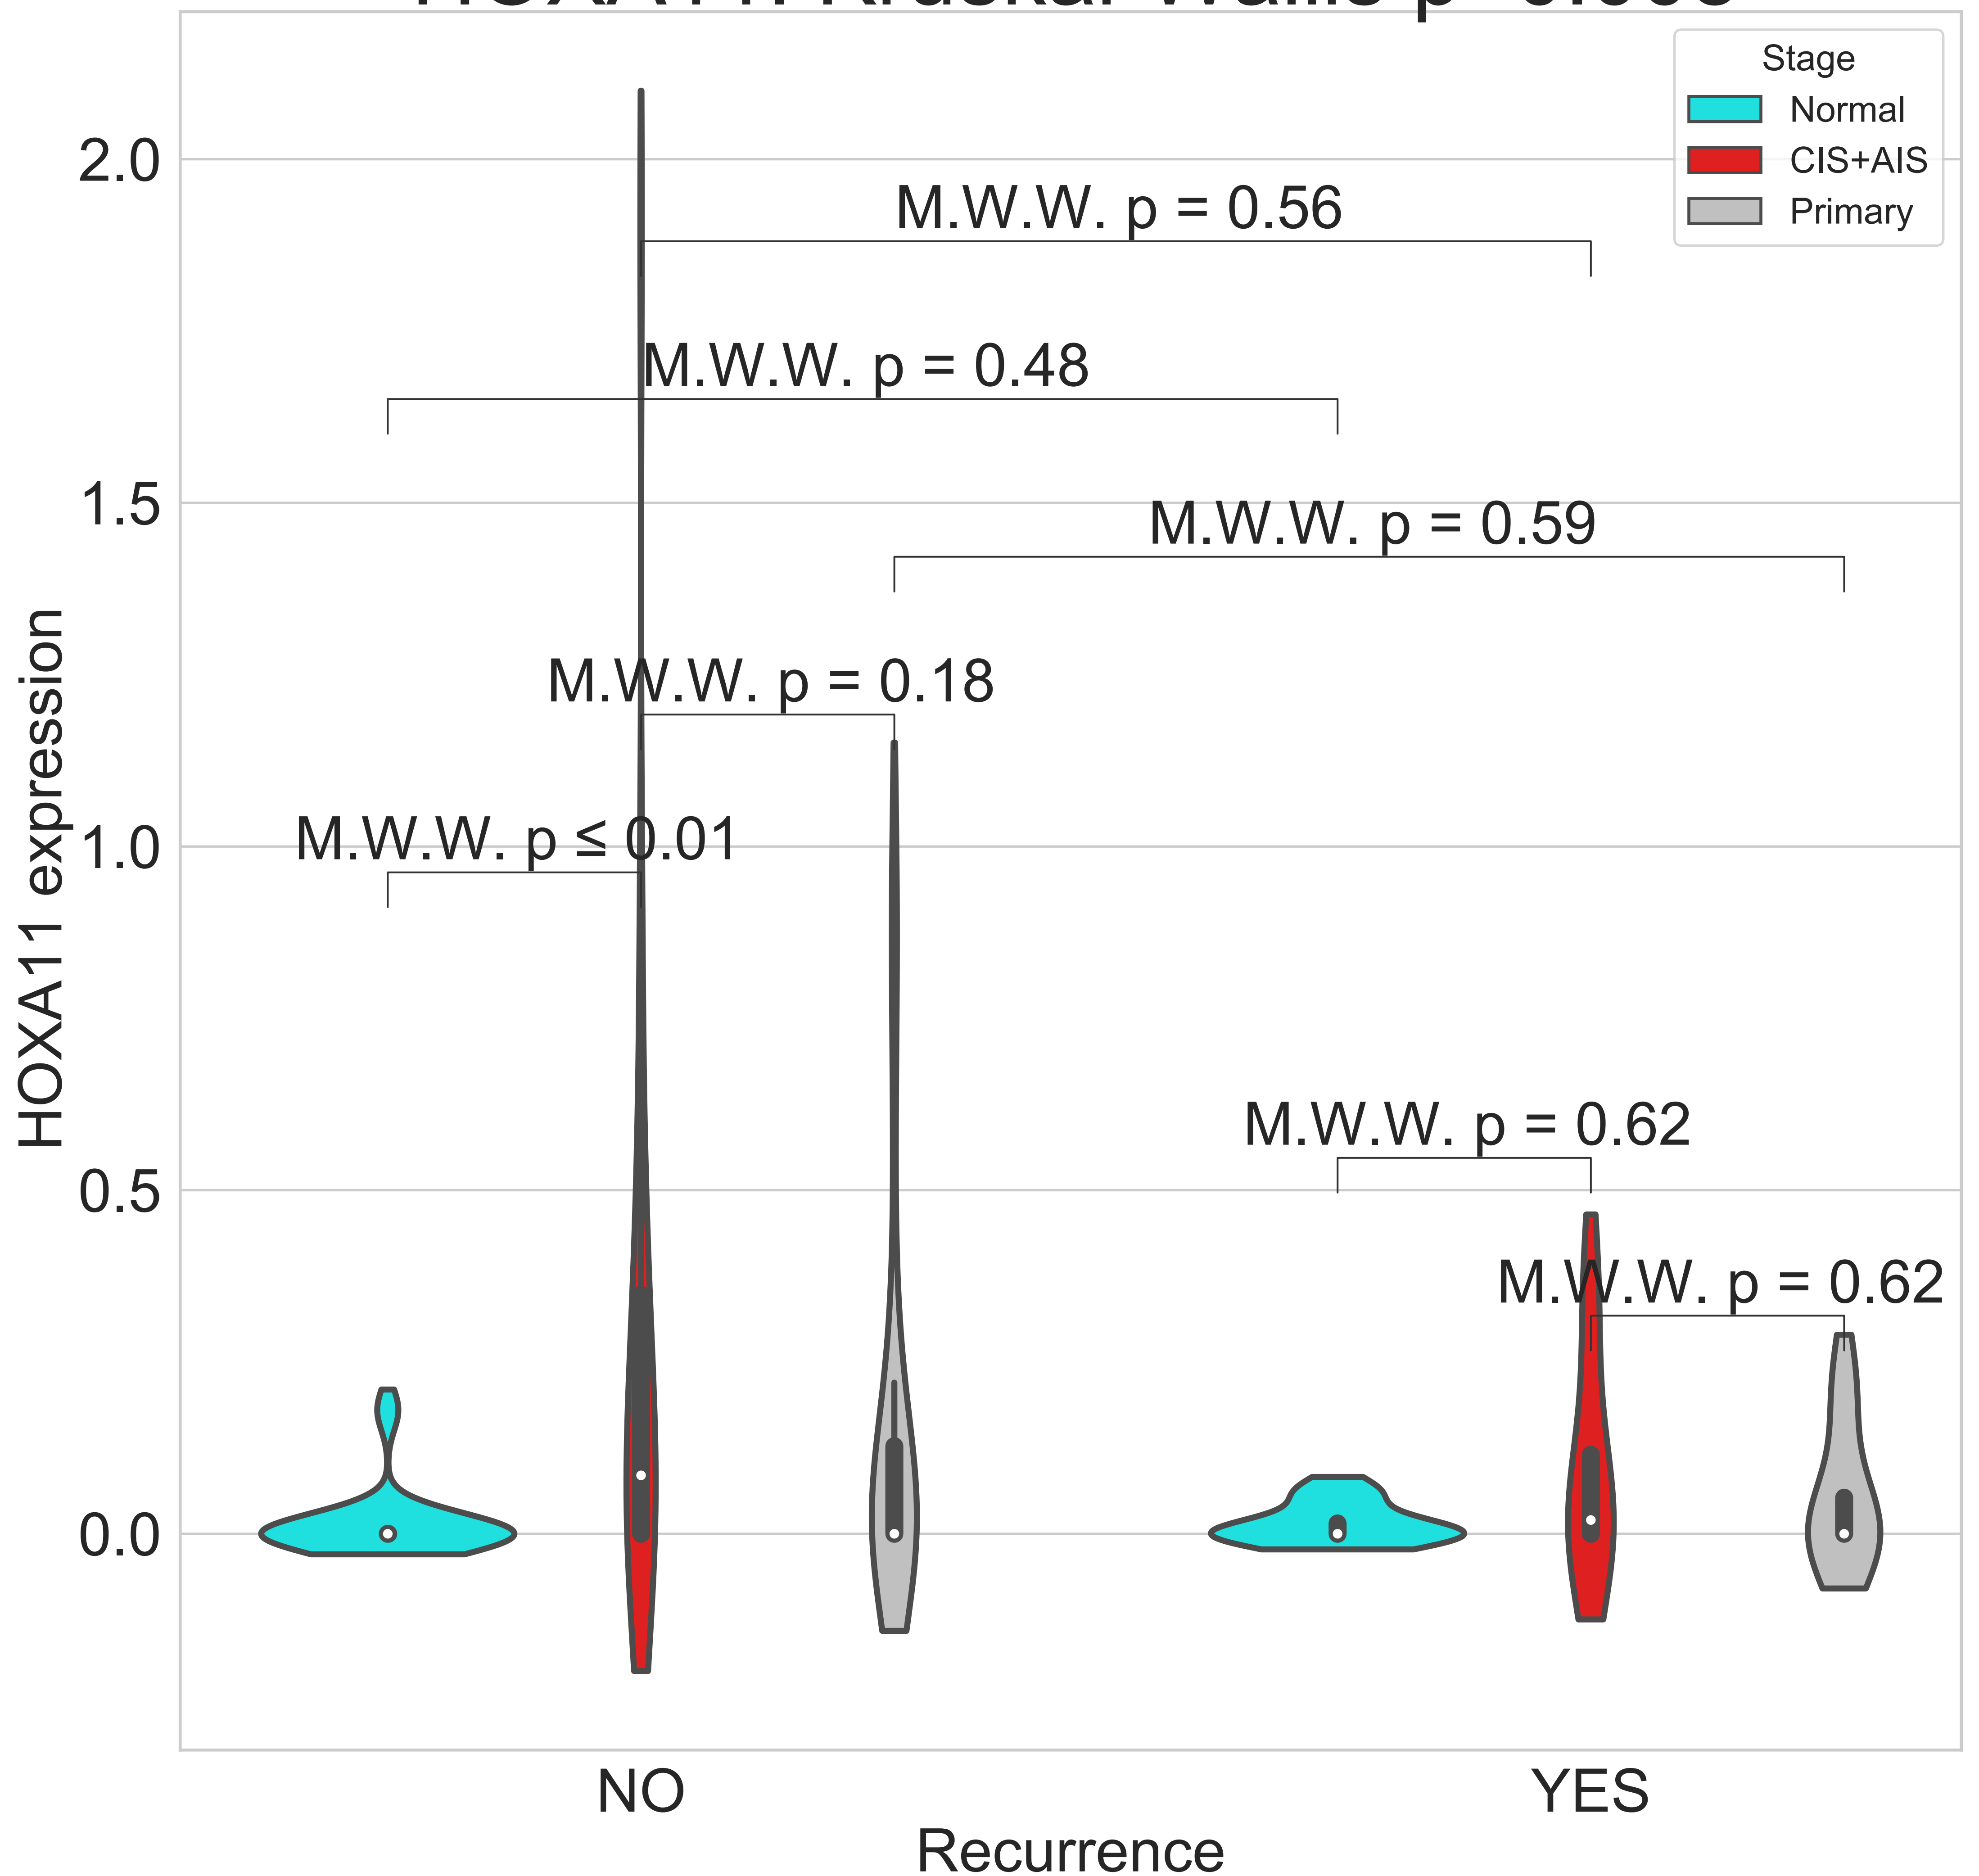 Stage
Normal
CIS+AIS
Primary
M.W.W. p = 0.56
M.W.W. p = 0.48
M.W.W. p = 0.59
M.W.W. p = 0.18
M.W.W. p ≤ 0.01
M.W.W. p = 0.62
M.W.W. p = 0.62
2.0
1.5
1.0
0.5
0.0
HOXA11 expression
NO
YES
Recurrence